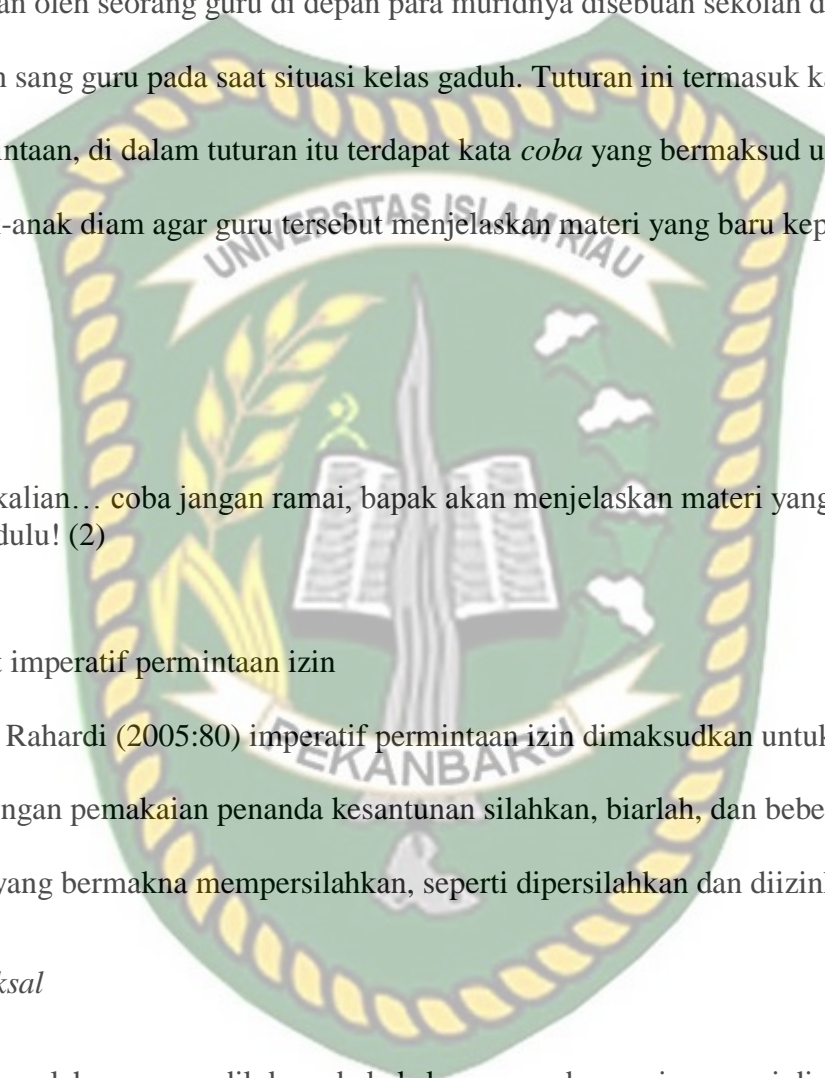 an oleh seorang guru di depan para muridnya disebuah sekolah d
n sang guru pada saat situasi kelas gaduh. Tuturan ini termasuk ka
intaan, di dalam tuturan itu terdapat kata coba yang bermaksud u
-anak diam agar guru tersebut menjelaskan materi yang baru kep
UNIVERSITAS ISLAM RIAU
kalian… coba jangan ramai, bapak akan menjelaskan materi yang
dulu! (2)
imperatif permintaan izin
Rahardi (2005:80) imperatif permintaan izin dimaksudkan untuk
PEKANBARU
ngan pemakaian penanda kesantunan silahkan, biarlah, dan bebe
yang bermakna mempersilahkan, seperti dipersilahkan dan diizin
ksal